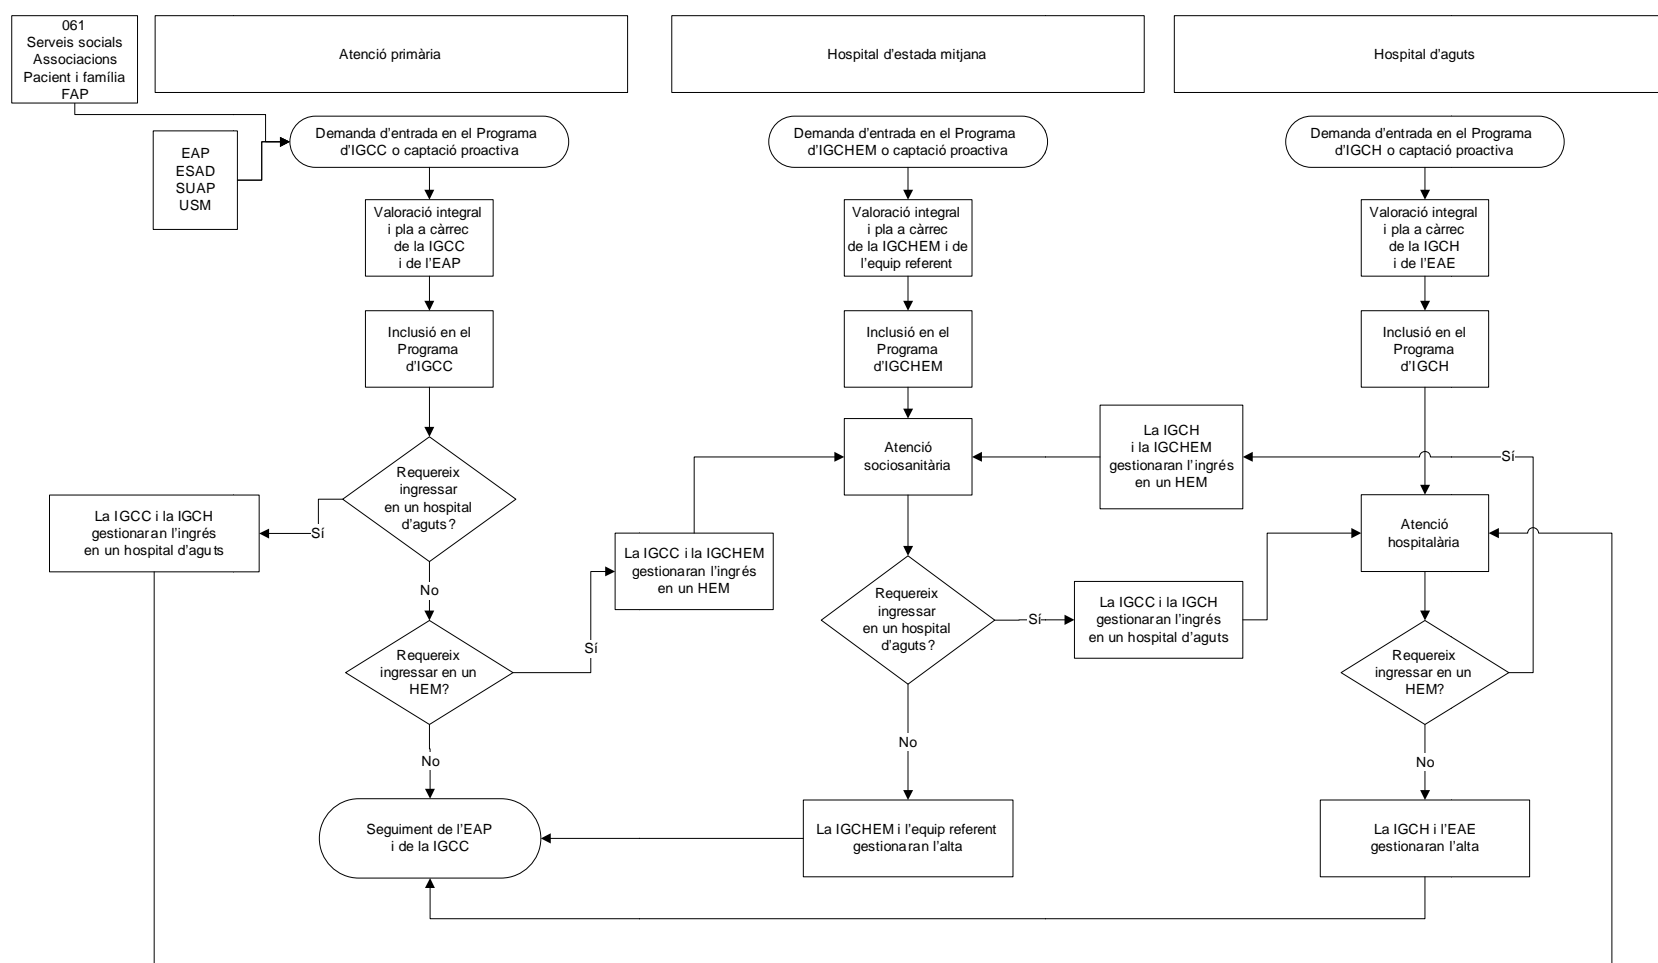 061
Serveis socials
Associacions
Pacient i família
FAP
Atenció primària
Hospital d'estada mitjana
Hospital d'aguts
EAP
ESAD
SUAP
USM
Demanda d'entrada en el Programa
d'IGCC o captació proactiva
Demanda d'entrada en el Programa
d'IGCHEM o captació proactiva
Demanda d'entrada en el Programa
d'IGCH o captació proactiva
Valoració integral
i pla a càrrec
de la IGCC
i de l'EAP
Valoració integral
i pla a càrrec
de la IGCHEM i de
l'equip referent
Valoració integral
i pla a càrrec
de la IGCH
i de l'EAE
Inclusió en el
Programa
d'IGCC
Inclusió en el
Programa
d'IGCHEM
Inclusió en el
Programa
d'IGCH
Requereix
ingressar
en un hospital
d'aguts?
Sí
La IGCC i la IGCH
gestionaran l'ingrés
en un hospital d'aguts
No
Requereix
ingressar en un
HEM?
Sí
La IGCC i la IGCHEM
gestionaran l'ingrés
en un HEM
No
Seguiment de l'EAP
i de la IGCC
Atenció
sociosanitària
La IGCH
i la IGCHEM
gestionaran l'ingrés
en un HEM
Sí
Requereix
ingressar
en un hospital
d'aguts?
Sí
La IGCC i la IGCH
gestionaran l'ingrés
en un hospital d'aguts
No
La IGCHEM i l'equip referent
gestionaran l'alta
Atenció
hospitalària
Requereix
ingressar en un
HEM?
No
La IGCH i l'EAE
gestionaran l'alta